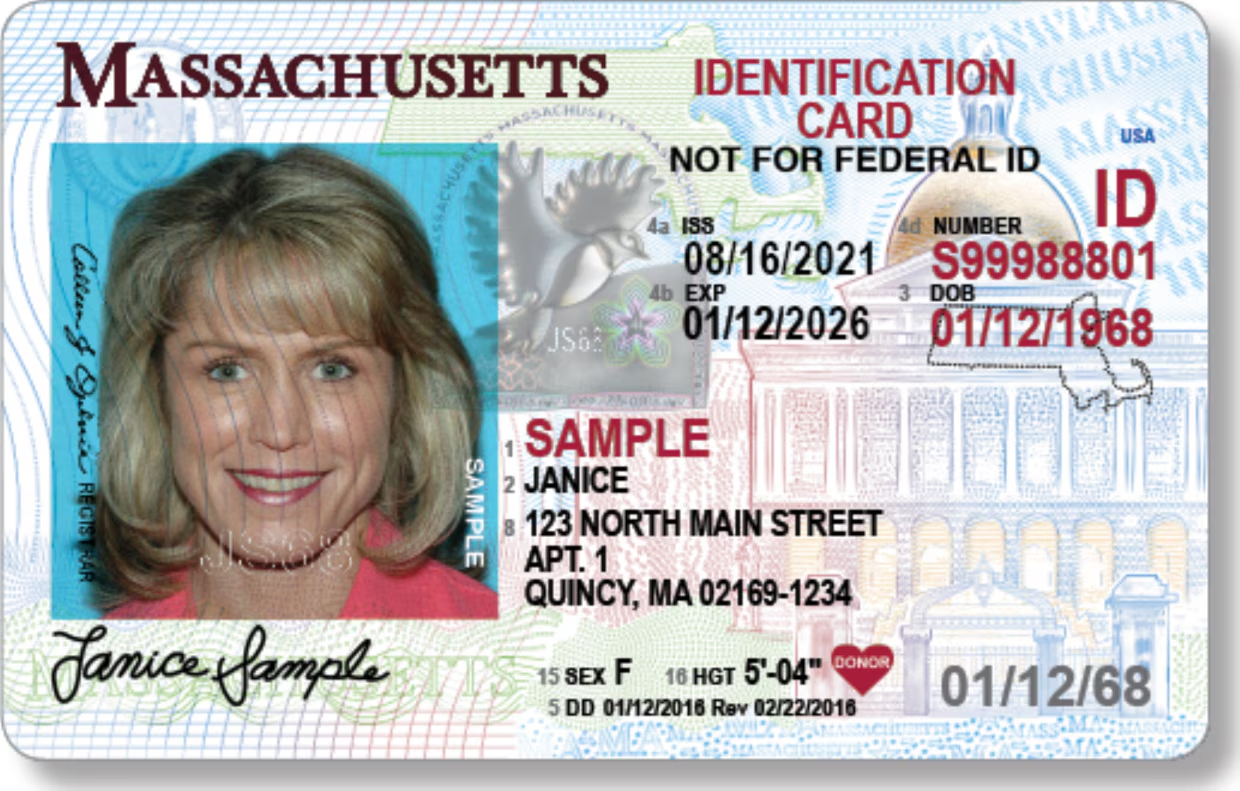 MASSACHUSETTS
IDENTIFICATION
CARD
NOT FOR FEDERAL ID
USA
ID
4a ISS
08/16/2021
4d NUMBER
S99988801
4b EXP
01/12/2026
3 DOB
01/12/1968
JS68
REGISTRAR
SAMPLE
JS68
1 SAMPLE
2 JANICE
8 123 NORTH MAIN STREET
APT. 1
QUINCY, MA 02169-1234
Janice Sample
15 SEX F 16 HGT 5'-04" DONOR
5 DD 01/12/2016 Rev 02/22/2016
01/12/68